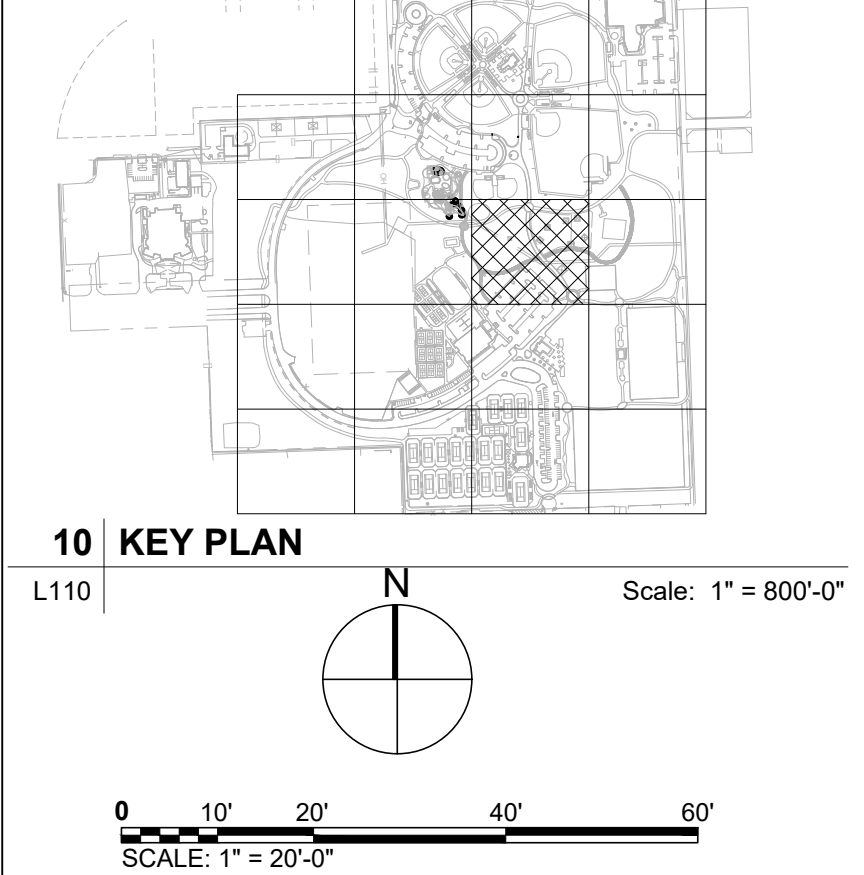 10 KEY PLAN
L110
N
Scale: 1" = 800'-0"
0 10' 20' 40' 60'
SCALE: 1" = 20'-0"